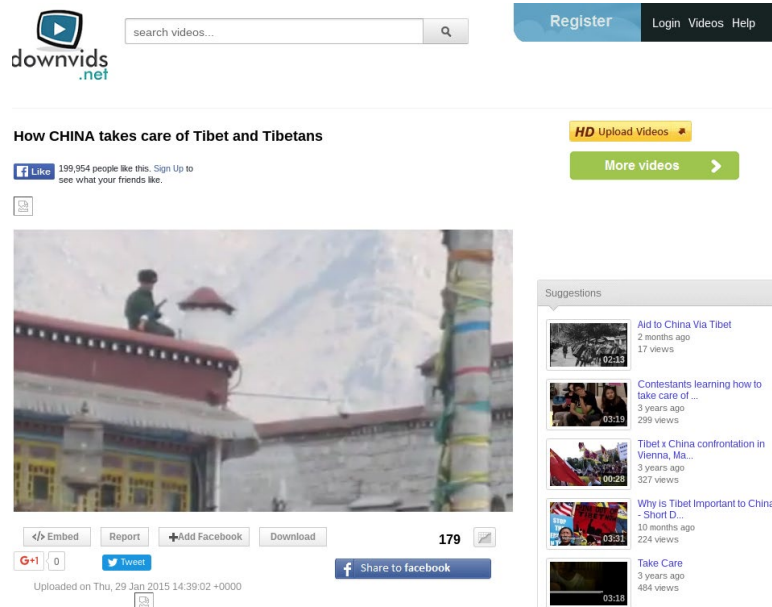 Register
Login Videos Help
search videos...
downvids
.net
How CHINA takes care of Tibet and Tibetans
HD Upload Videos
More videos
Like
199,954 people like this. Sign Up to
see what your friends like.
Suggestions
Aid to China Via Tibet
2 months ago
17 views
02:13
Contestants learning how to
take care of ...
3 years ago
299 views
03:19
Tibet x China confrontation in
Vienna, Ma...
3 years ago
327 views
00:28
Why is Tibet Important to China
- Short D...
10 months ago
224 views
03:31
Take Care
3 years ago
484 views
03:18
</> Embed
Report
Add Facebook
Download
179
G+1
0
Tweet
Share to facebook
Uploaded on Thu, 29 Jan 2015 14:39:02 +0000